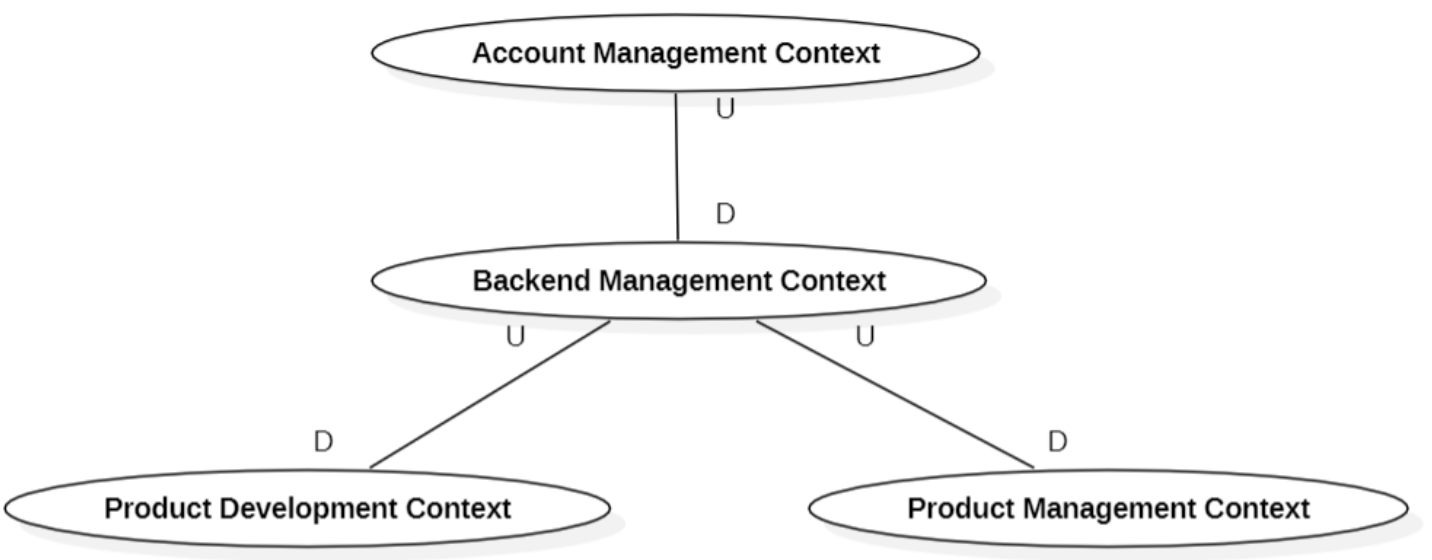 Account Management Context
U
D
Backend Management Context
U
U
D
D
Product Development Context
Product Management Context